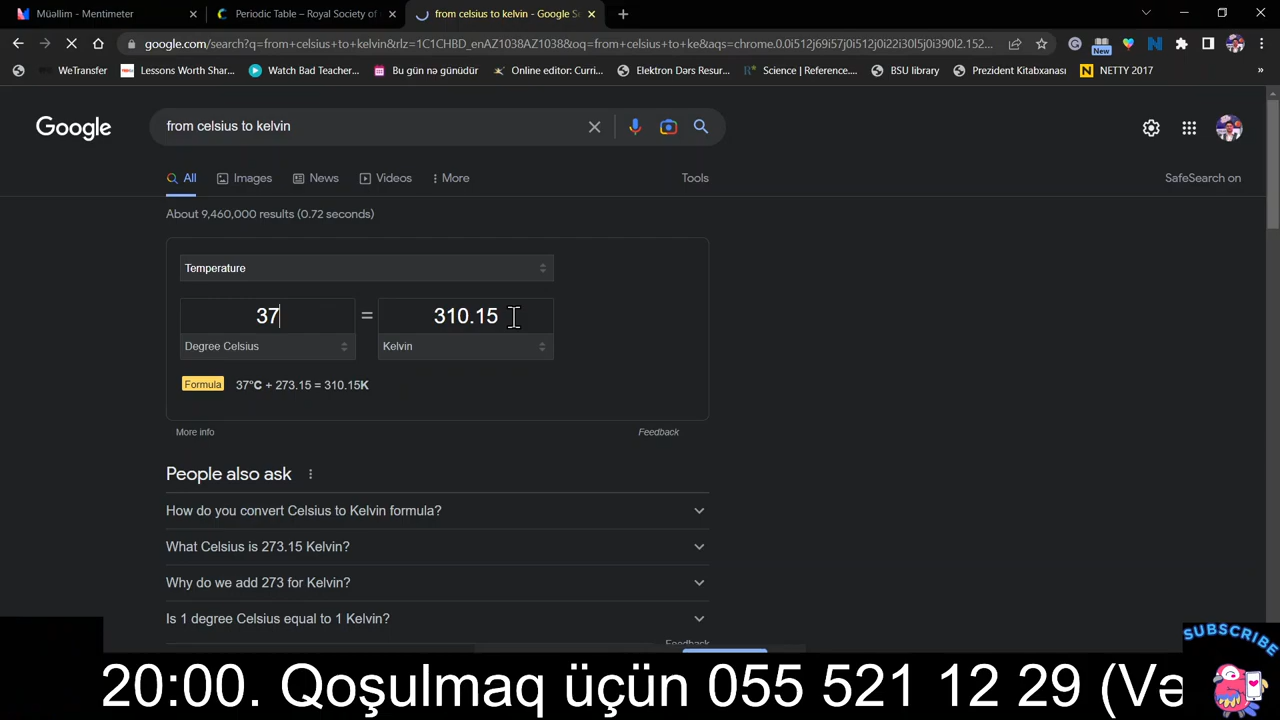 Müəllim - Mentimeter
Periodic Table – Royal Society of
from celsius to kelvin - Google Se
google.com/search?q=from+celsius+to+kelvin&rlz=1C1CHBD_enAZ1038AZ1038&oq=from+celsius+to+ke&aqs=chrome.0.0i512j69i57j0i512j0i22i30l5j0i390l2.152...
New
WeTransfer
Lessons Worth Shar...
Watch Bad Teacher...
Bu gün nə günüdür
Online editor: Curri...
Elektron Dərs Resur...
Science | Reference....
BSU library
Prezident Kitabxanası
NETTY 2017
»
Google
from celsius to kelvin
All
Images
News
Videos
More
Tools
SafeSearch on
About 9,460,000 results (0.72 seconds)
Temperature
37 = 310.15
Degree Celsius
Kelvin
Formula 37°C + 273.15 = 310.15K
More info
Feedback
People also ask
How do you convert Celsius to Kelvin formula?
What Celsius is 273.15 Kelvin?
Why do we add 273 for Kelvin?
Is 1 degree Celsius equal to 1 Kelvin?
Feedback
SUBSCRIBE
20:00. Qoşulmaq üçün 055 521 12 29 (Və